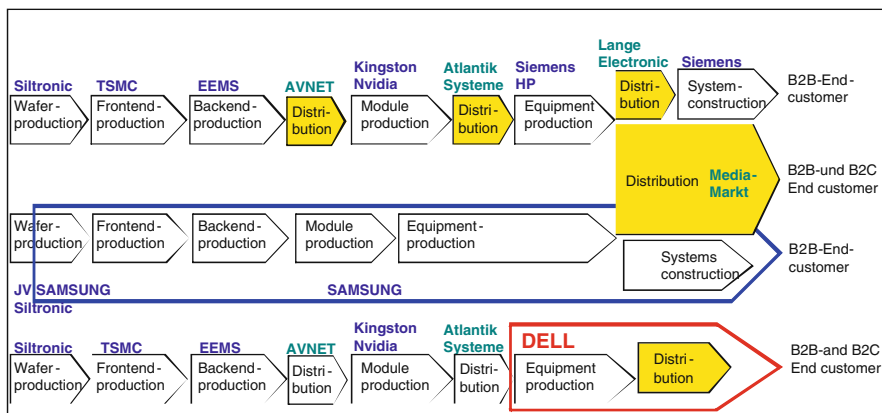 Lange
Electronic
Siltronic TSMC EEMS AVNET Kingston
Nvidia Atlantik
Systeme Siemens
HP Siemens
Wafer-
production Frontend-
production Backend-
production Distri-
bution Module
production Distri-
bution Equipment
production Distri-
bution System-
construction B2B-End-
customer
Distribution Media-
Markt B2B-und B2C
End customer
Wafer-
production Frontend-
production Backend-
production Module
production Equipment-
production Systems
construction B2B-End-
customer
JV SAMSUNG
Siltronic SAMSUNG
Siltronic TSMC EEMS AVNET Kingston
Nvidia Atlantik
Systeme DELL
Wafer-
production Frontend-
production Backend-
production Distri-
bution Module
production Distri-
bution Equipment
production Distri-
bution B2B-and B2C
End customer